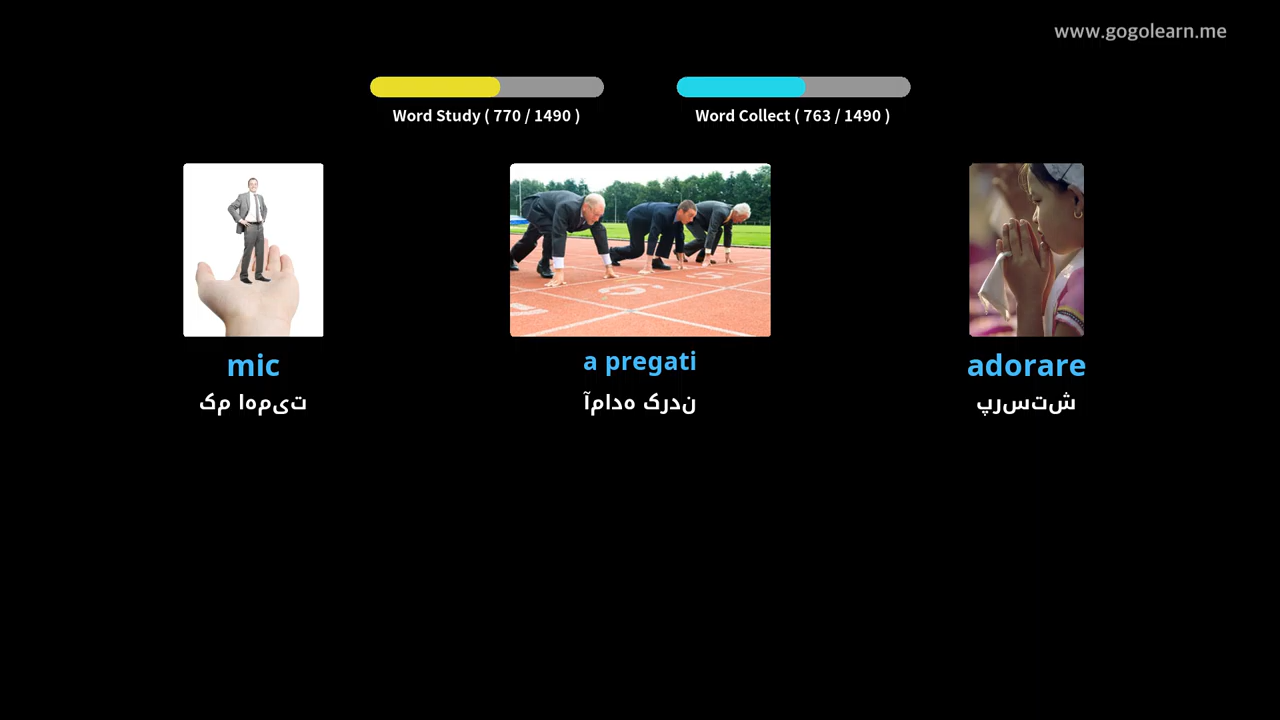 www.gogolearn.me
Word Study ( 770 / 1490 )
Word Collect ( 763 / 1490 )
mic
کم اهمیت
a pregati
آماده کردن
adorare
پرستش